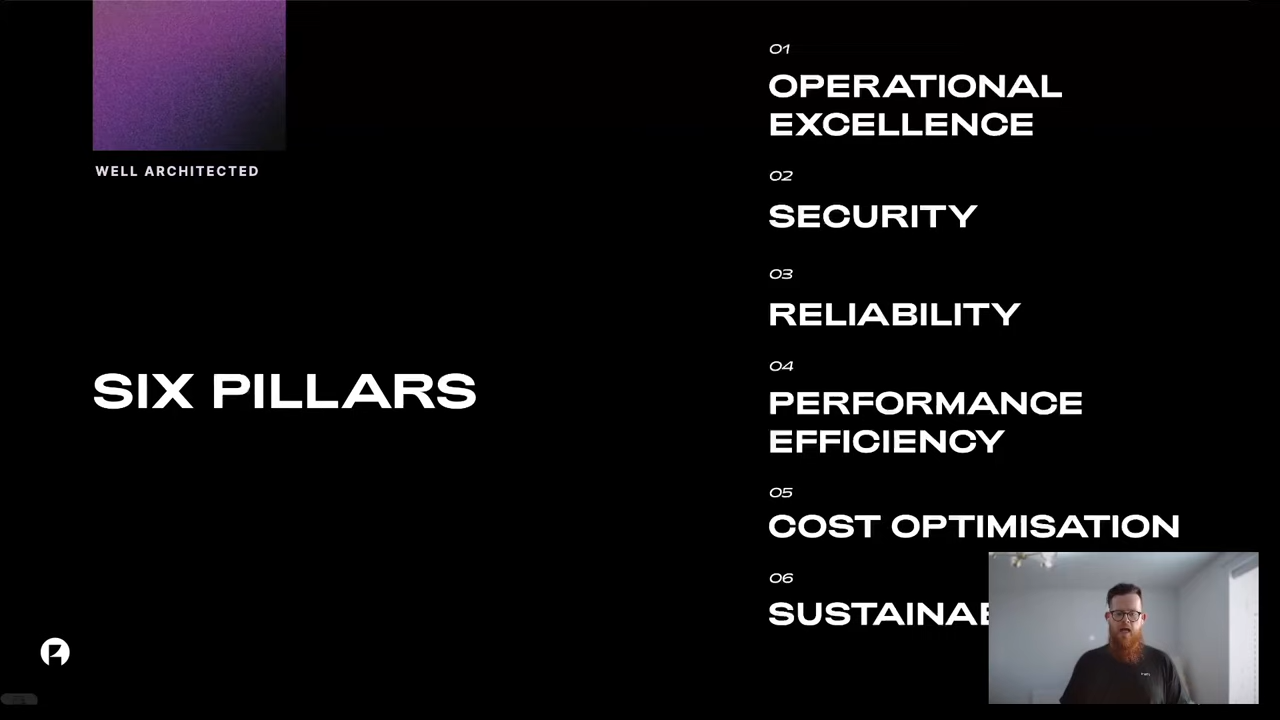 WELL ARCHITECTED
SIX PILLARS
01
OPERATIONAL
EXCELLENCE
02
SECURITY
03
RELIABILITY
04
PERFORMANCE
EFFICIENCY
05
COST OPTIMISATION
06